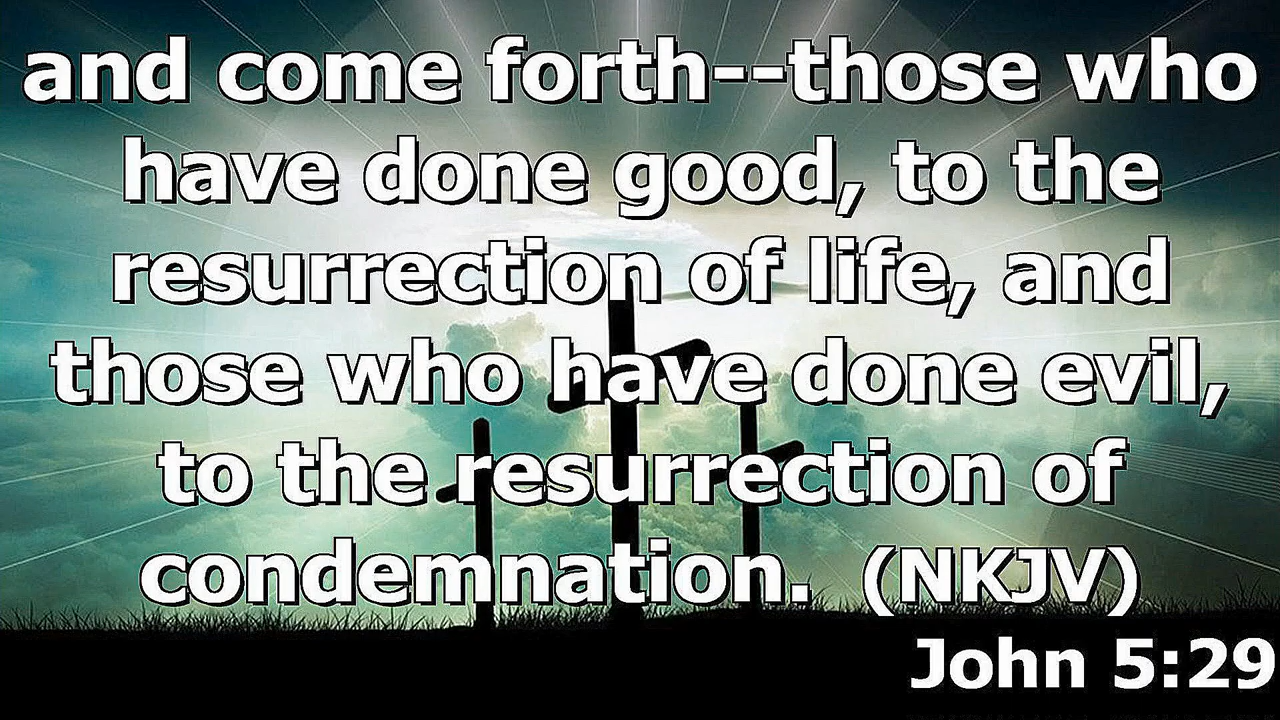 and come forth--those who
have done good, to the
resurrection of life, and
those who have done evil,
to the resurrection of
condemnation.  (NKJV)
John 5:29